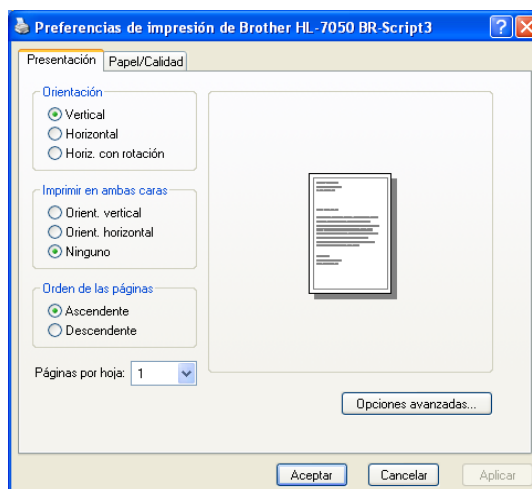 Preferencias de impresión de Brother HL-7050 BR-Script3
Presentación Papel/Calidad
Orientación
Vertical
Horizontal
Horiz. con rotación
Imprimir en ambas caras
Orient. vertical
Orient. horizontal
Ninguno
Orden de las páginas
Ascendente
Descendente
Páginas por hoja: 1
Opciones avanzadas...
Aceptar Cancelar Aplicar